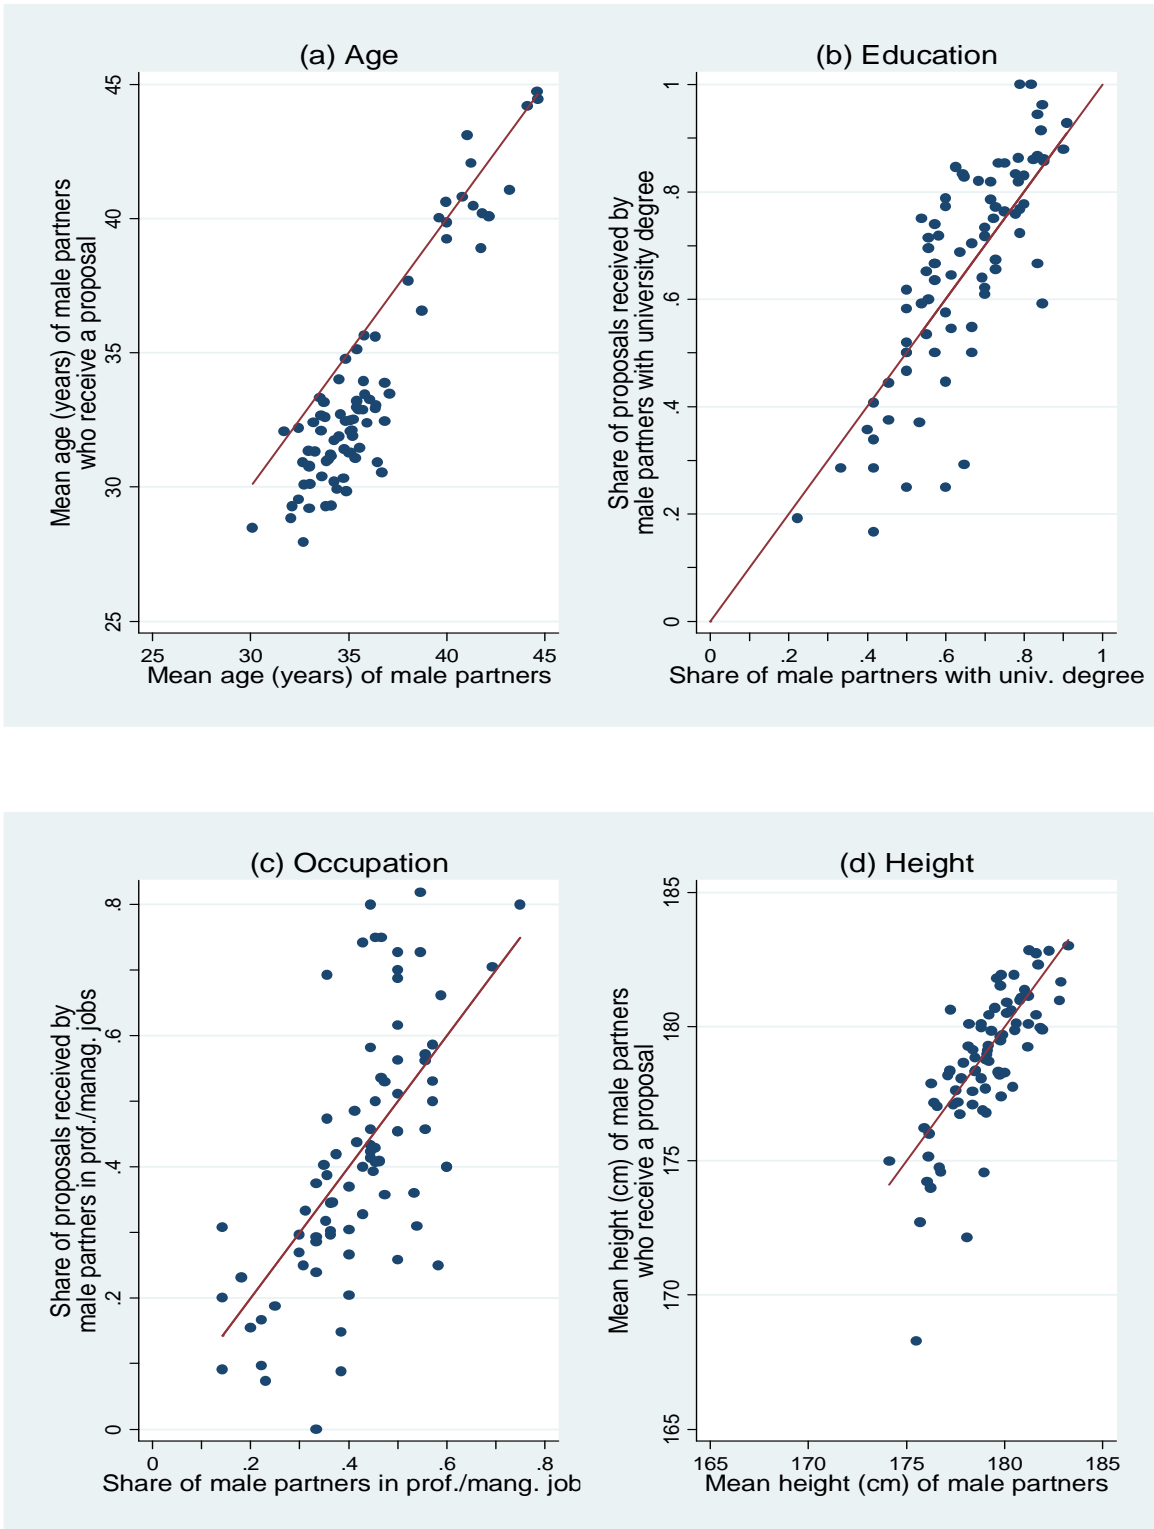 (a) Age
45
40
35
30
25
Mean age (years) of male partners
who receive a proposal
25 30 35 40 45
Mean age (years) of male partners
(b) Education
1
.8
.6
.4
.2
0
Share of proposals received by
male partners with university degree
0 .2 .4 .6 .8 1
Share of male partners with univ. degree
(c) Occupation
.8
.6
.4
.2
0
Share of proposals received by
male partners in prof./manag. jobs
0 .2 .4 .6 .8
Share of male partners in prof./mang. job
(d) Height
185
180
175
170
165
Mean height (cm) of male partners
who receive a proposal
165 170 175 180 185
Mean height (cm) of male partners